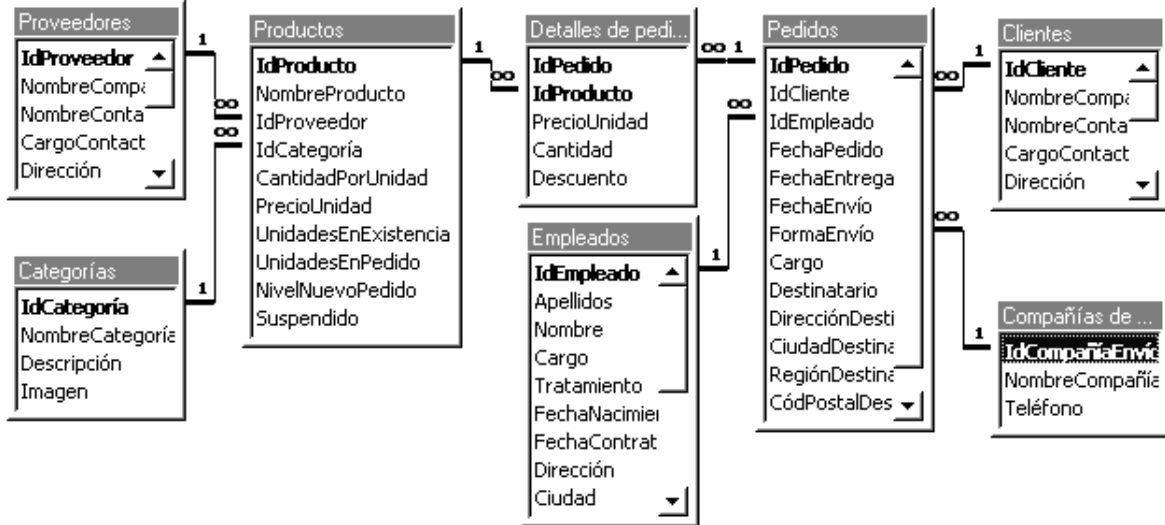 Proveedores
IdProveedor
NombreCompa
NombreConta
CargoContact
Dirección
1
∞
Categorías
IdCategoría
NombreCategoría
Descripción
Imagen
1
∞
Productos
IdProducto
NombreProducto
IdProveedor
IdCategoría
CantidadPorUnidad
PrecioUnidad
UnidadesEnExistencia
UnidadesEnPedido
NivelNuevoPedido
Suspendido
1
∞
Detalles de pedi...
IdPedido
IdProducto
PrecioUnidad
Cantidad
Descuento
∞ 1
Empleados
IdEmpleado
Apellidos
Nombre
Cargo
Tratamiento
FechaNacimier
FechaContrat
Dirección
Ciudad
1
∞
Pedidos
IdPedido
IdCliente
IdEmpleado
FechaPedido
FechaEntrega
FechaEnvío
FormaEnvío
Cargo
Destinatario
DirecciónDesti
CiudadDestina
RegiónDestina
CódPostalDes
∞
1
Clientes
IdCliente
NombreCompa
NombreConta
CargoContact
Dirección
∞
1
Compañías de ...
IdCompañíaEnvíc
NombreCompañía
Teléfono